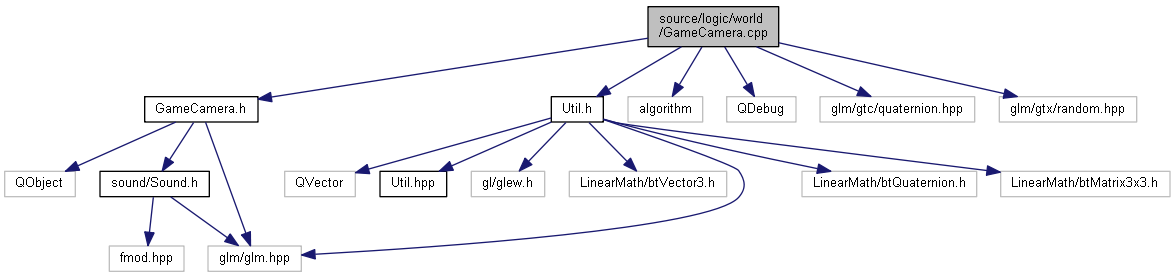 source/logic/world
/GameCamera.cpp
GameCamera.h
Util.h
algorithm
QDebug
glm/gtc/quaternion.hpp
glm/gtx/random.hpp
QObject
sound/Sound.h
QVector
Util.hpp
gl/glew.h
LinearMath/btVector3.h
LinearMath/btQuaternion.h
LinearMath/btMatrix3x3.h
fmod.hpp
glm/glm.hpp